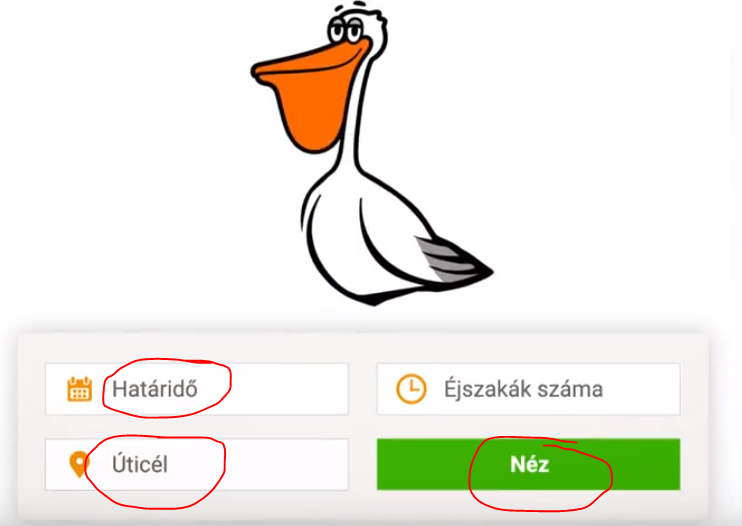 Határidő
Éjszakák száma
Úticél
Néz